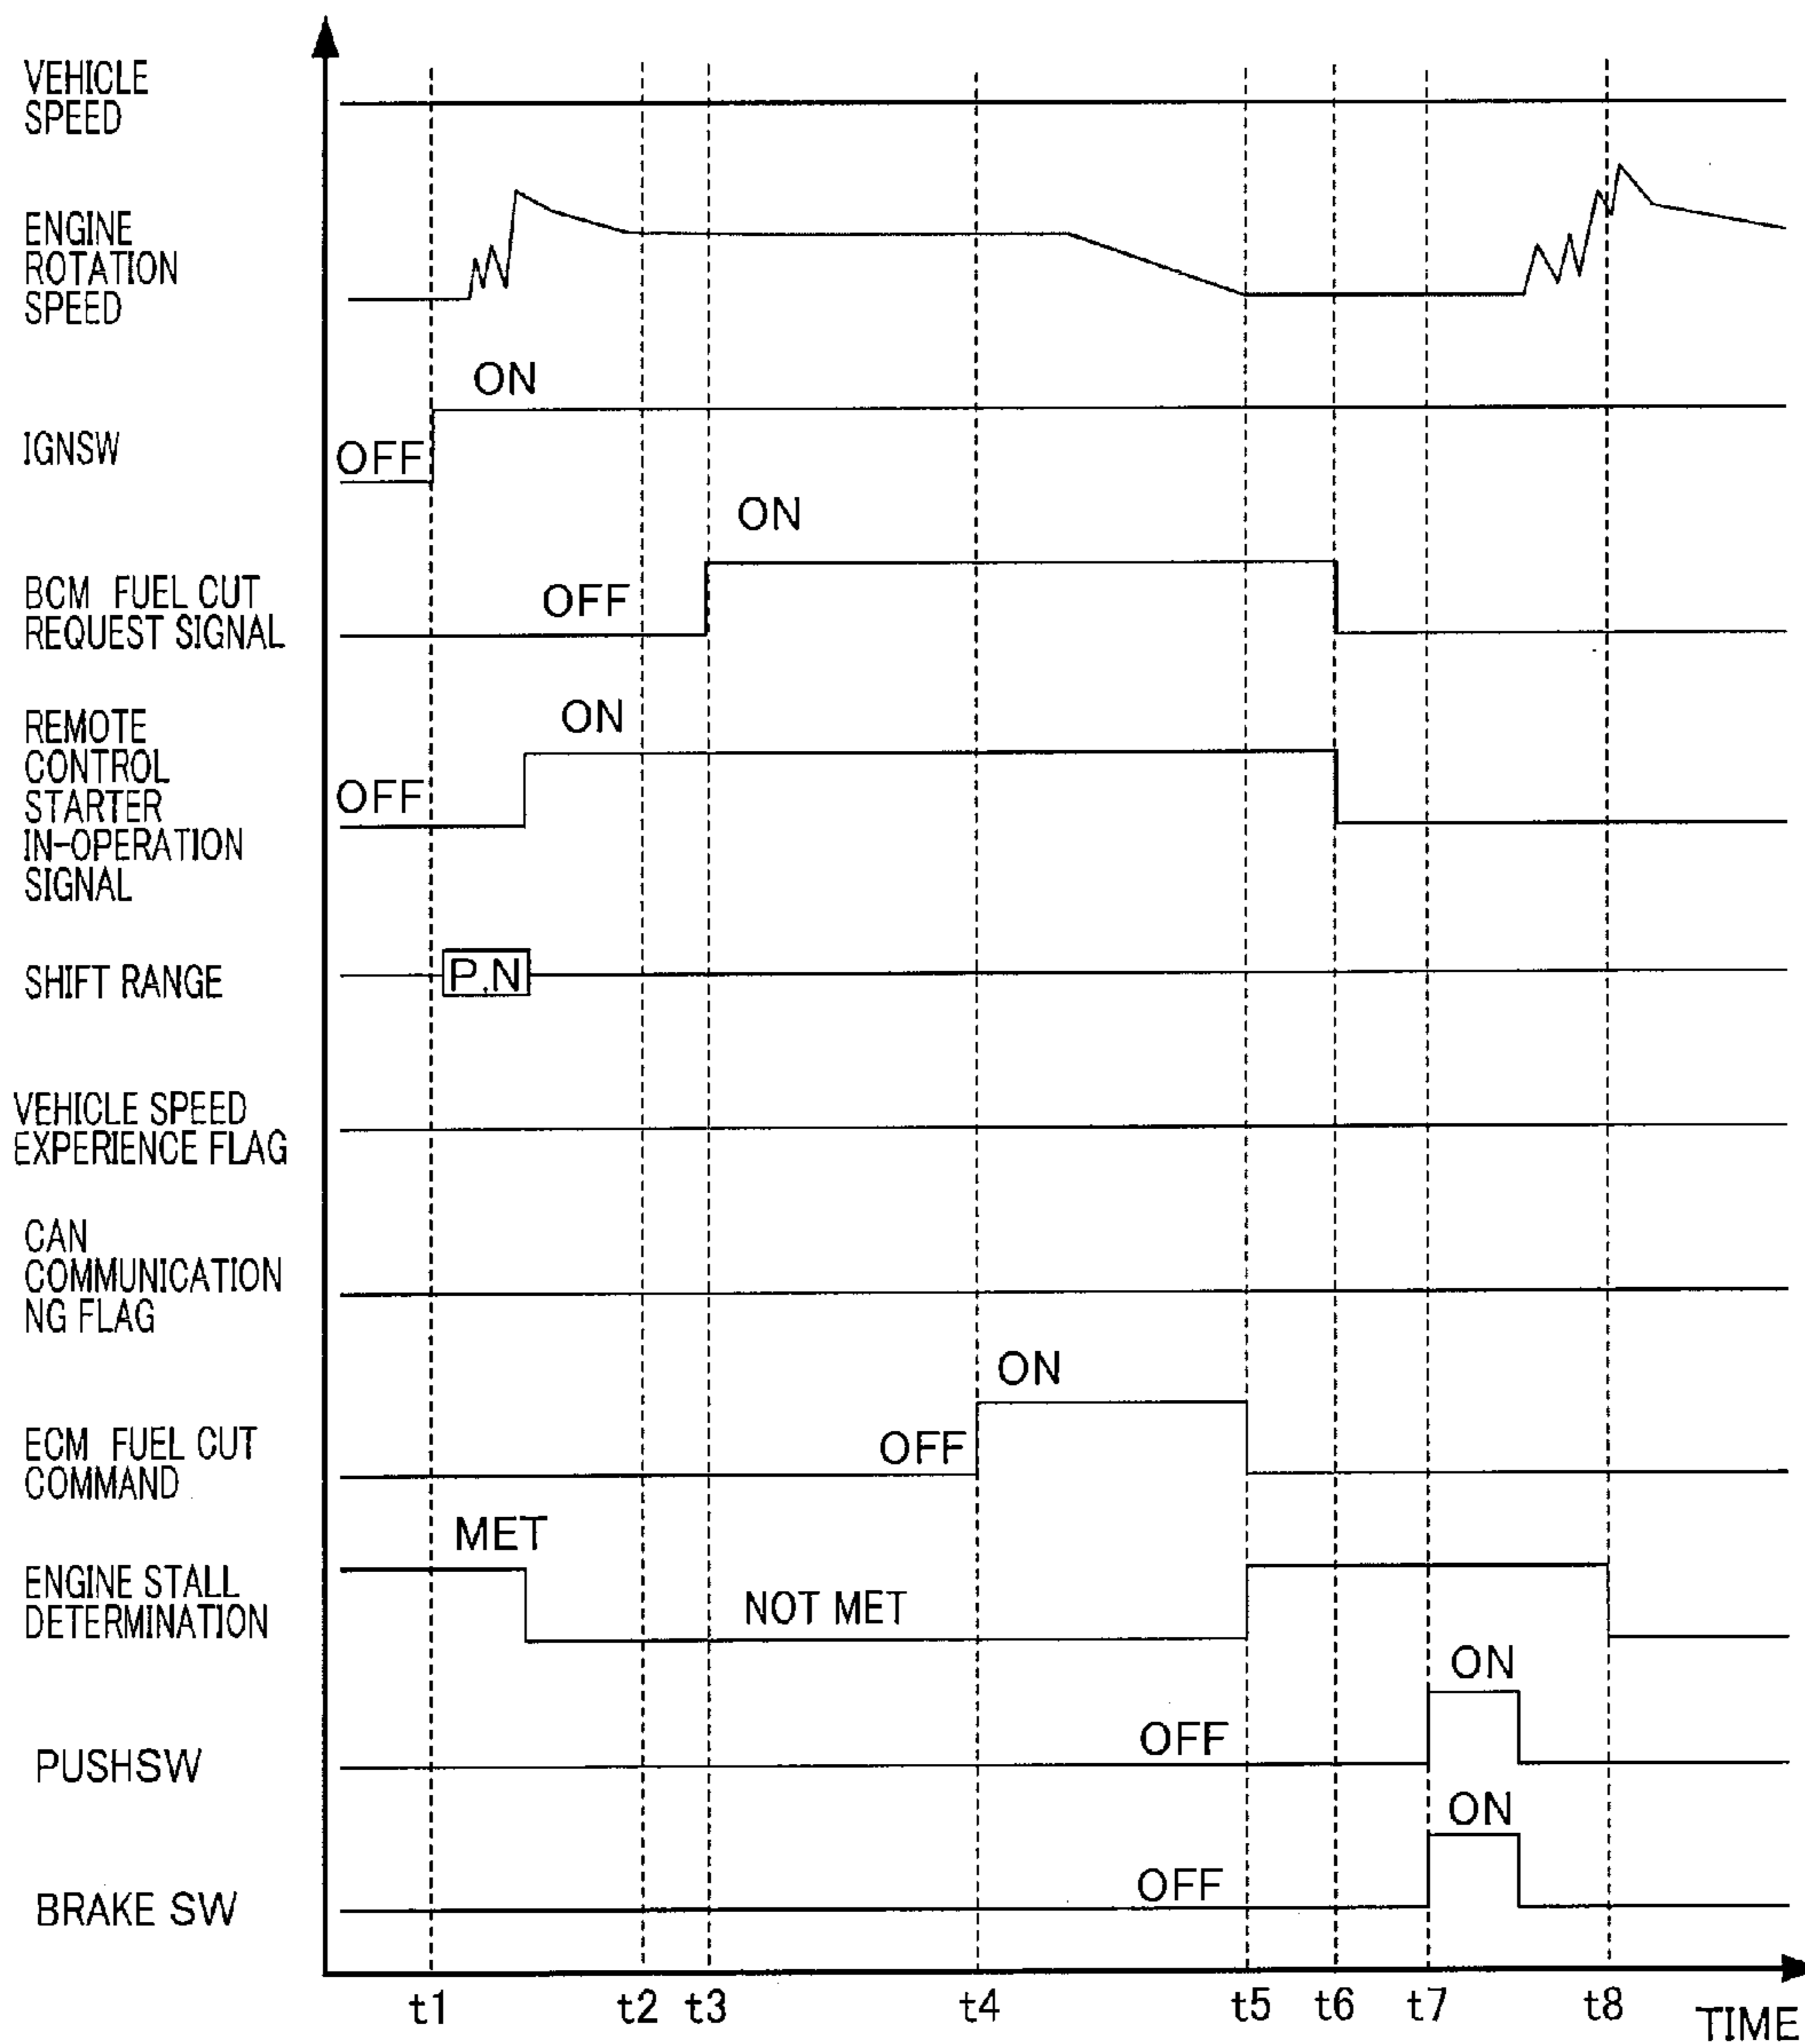 VEHICLE
SPEED
ENGINE
ROTATION
SPEED
ON
IGNSW
OFF
ON
BCM FUEL CUT
REQUEST SIGNAL
OFF
REMOTE
CONTROL
STARTER
IN-OPERATION
SIGNAL
ON
OFF
SHIFT RANGE
P,N
VEHICLE SPEED
EXPERIENCE FLAG
CAN
COMMUNICATION
NG FLAG
ON
ECM FUEL CUT
COMMAND
OFF
MET
ENGINE STALL
DETERMINATION
NOT MET
ON
PUSHSW
OFF
ON
BRAKE SW
OFF
t1 t2 t3 t4 t5 t6 t7 t8 TIME